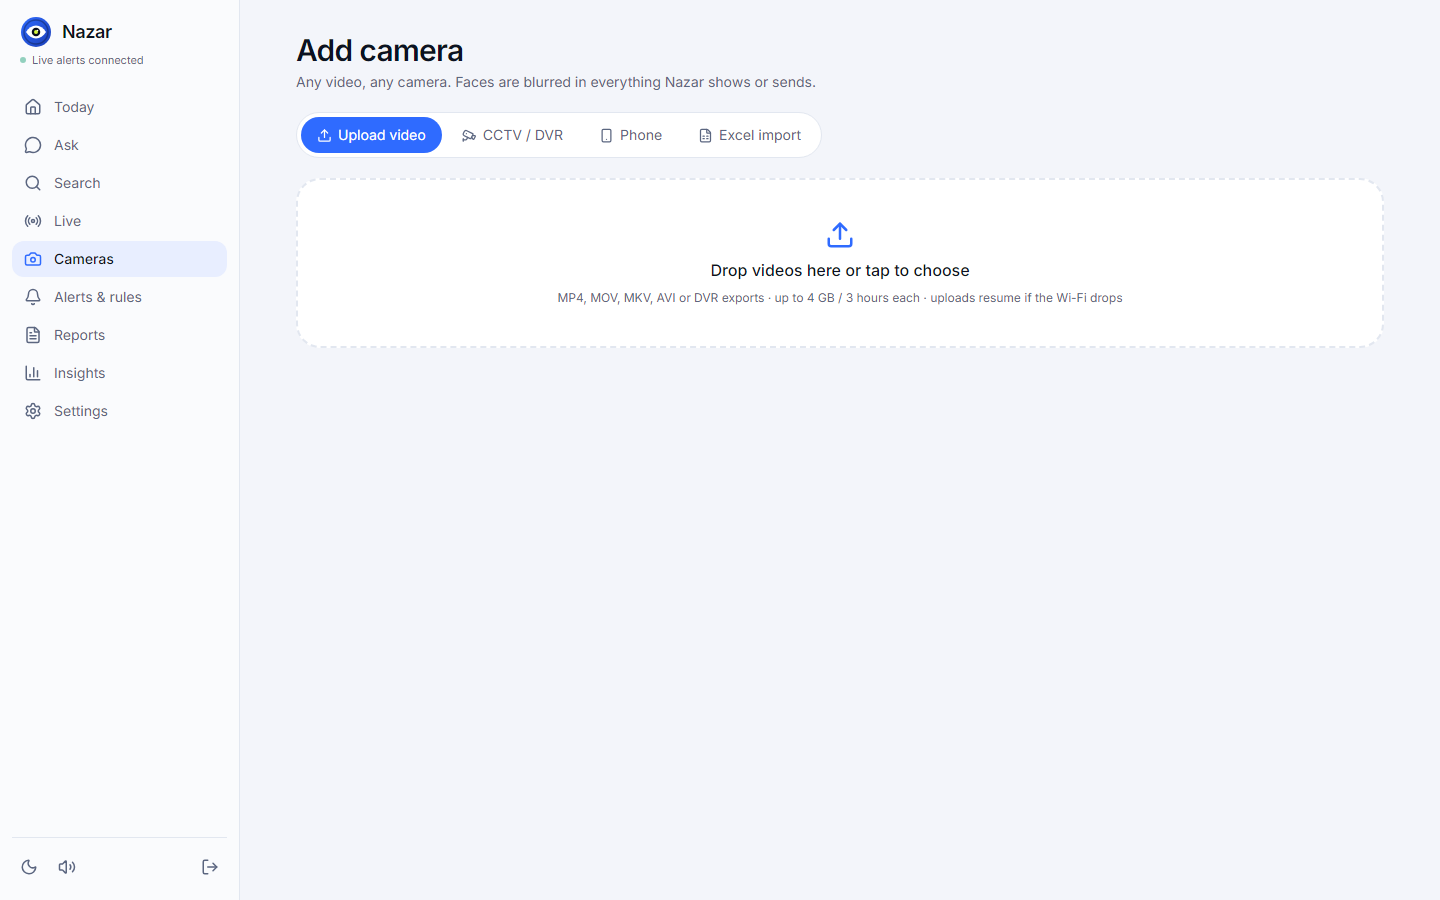 Nazar
Live alerts connected
Today
Ask
Search
Live
Cameras
Alerts & rules
Reports
Insights
Settings
Add camera
Any video, any camera. Faces are blurred in everything Nazar shows or sends.
Upload video
CCTV / DVR
Phone
Excel import
Drop videos here or tap to choose
MP4, MOV, MKV, AVI or DVR exports · up to 4 GB / 3 hours each · uploads resume if the Wi-Fi drops